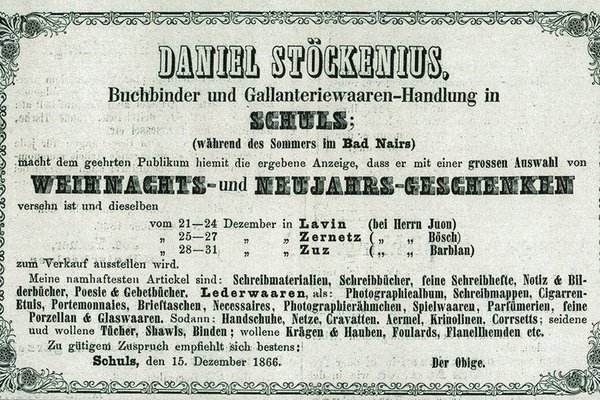 DANIEL STÖCKENIUS,
Buchbinder und Gallanteriewaaren-Handlung in
SCHULS;
(während des Sommers im Bad Nairs)
macht dem geehrten Publikum hiemit die ergebene Anzeige, dass er mit einer grossen Auswahl von
WEIHNACHTS- und NEUJAHRS-GESCHENKEN
versehn ist und dieselben
vom 21—24 Dezember in Lavin (bei Herrn Juon)
„ 25—27 „ „ Zernetz ( „ „ Bösch)
„ 28—31 „ „ Zuz ( „ „ Barblan)
zum Verkauf ausstellen wird.
Meine namhaftesten Artickel sind: Schreibmaterialien, Schreibbücher, feine Schreibhefte, Notiz & Bil-
derbücher, Poesie & Gebetbücher. Lederwaaren, als: Photographiealbum, Schreibmappen, Cigarren-
Etuis, Portemonnaies, Brieftaschen, Necessaires, Photographierähmchen, Spielwaaren, Parfümerien, feine
Porzellan & Glaswaaren. Sodann: Handschuhe, Netze, Cravatten. Aermel, Krinolinen, Corrsetts; seidene
und wollene Tücher, Shawls, Binden; wollene Krägen & Hauben, Foulards, Flanellhemden etc.
Zu gütigem Zuspruch empfiehlt sich bestens;
Schuls, den 15. Dezember 1866. Der Obige.